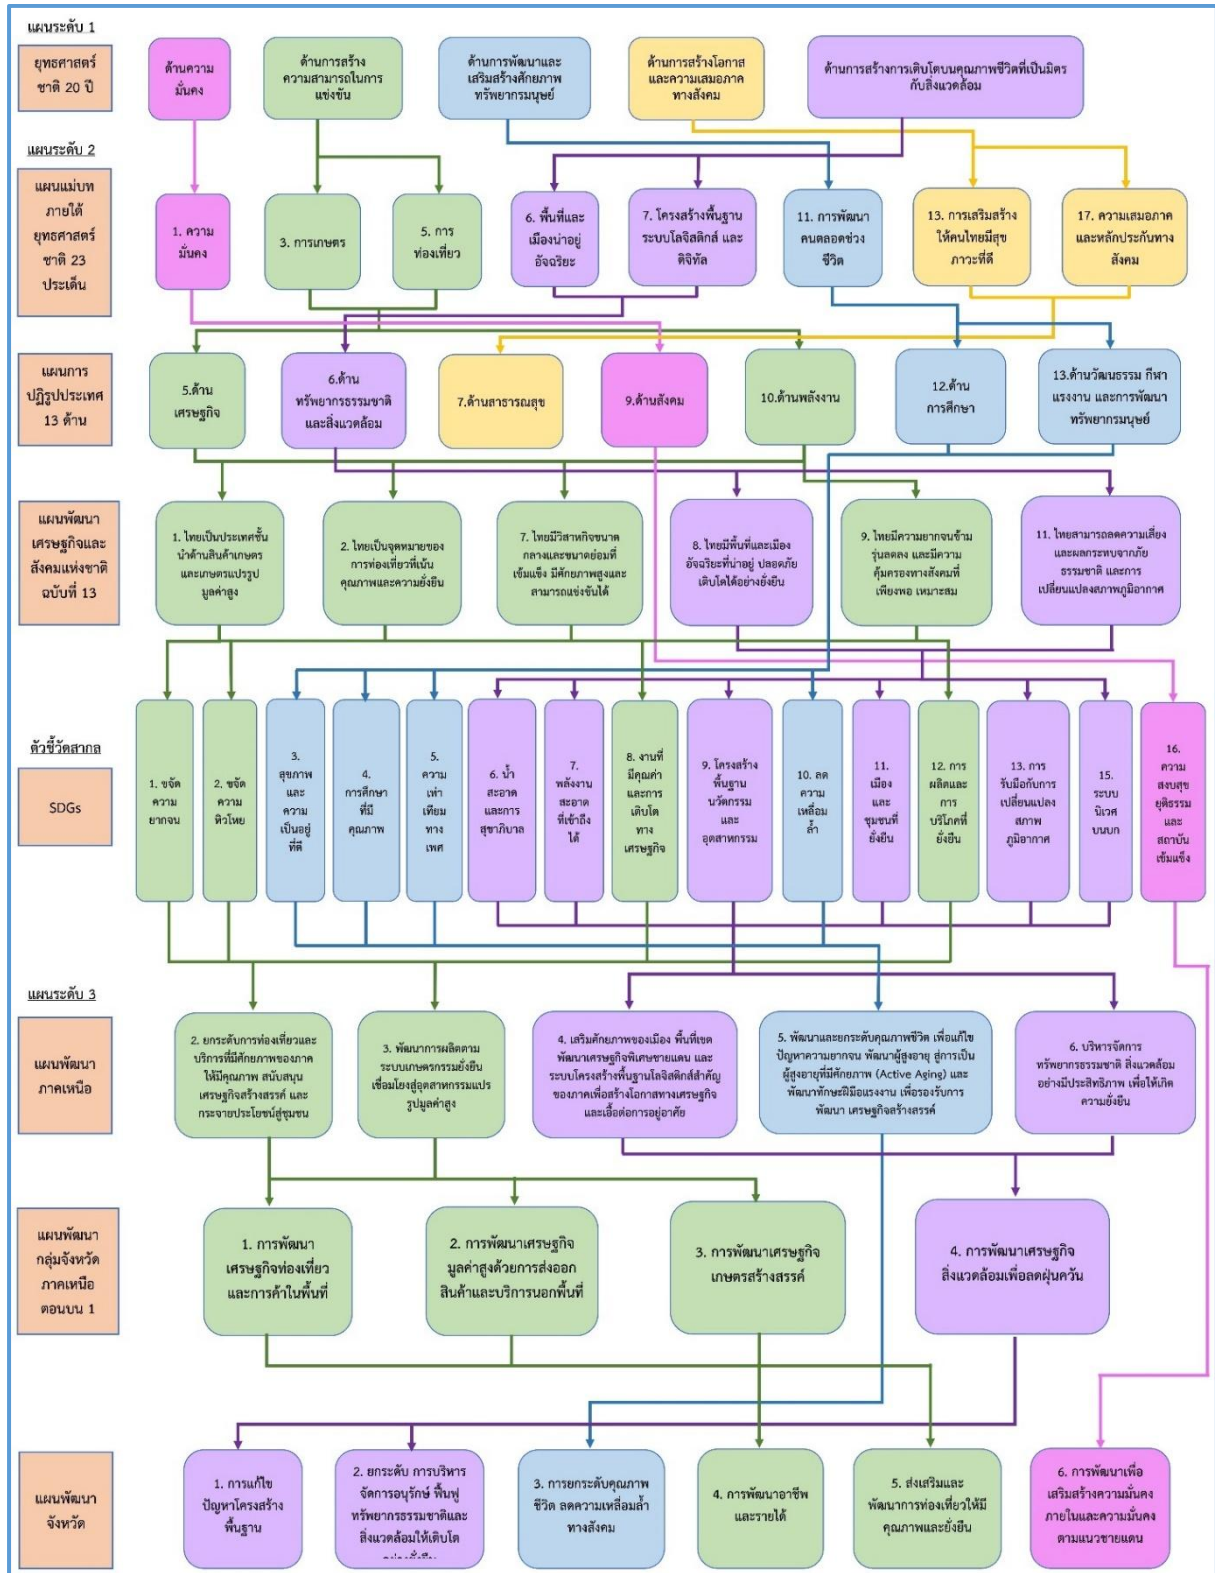 แผนระดับ 1
ยุทธศาสตร์
ชาติ 20 ปี
ด้านความ
มั่นคง
ด้านการสร้าง
ความสามารถในการ
แข่งขัน
ด้านการพัฒนาและ
เสริมสร้างศักยภาพ
ทรัพยากรมนุษย์
ด้านการสร้างโอกาส
และความเสมอภาค
ทางสังคม
ด้านการสร้างการเติบโตบนคุณภาพชีวิตที่เป็นมิตร
กับสิ่งแวดล้อม
แผนระดับ 2
แผนแม่บท
ภายใต้
ยุทธศาสตร์
ชาติ 23
ประเด็น
1. ความ
มั่นคง
3. การเกษตร
5. การ
ท่องเที่ยว
6. พื้นที่และ
เมืองน่าอยู่
อัจฉริยะ
7. โครงสร้างพื้นฐาน
ระบบโลจิสติกส์ และ
ดิจิทัล
11. การพัฒนา
คนตลอดช่วง
ชีวิต
13. การเสริมสร้าง
ให้คนไทยมีสุข
ภาวะที่ดี
17. ความเสมอภาค
และหลักประกันทาง
สังคม
แผนการ
ปฏิรูปประเทศ
13 ด้าน
5.ด้าน
เศรษฐกิจ
6.ด้าน
ทรัพยากรธรรมชาติ
และสิ่งแวดล้อม
7.ด้านสาธารณสุข
9.ด้านสังคม
10.ด้านพลังงาน
12.ด้าน
การศึกษา
13.ด้านวัฒนธรรม กีฬา
แรงงาน และการพัฒนา
ทรัพยากรมนุษย์
แผนพัฒนา
เศรษฐกิจและ
สังคมแห่งชาติ
ฉบับที่ 13
1. ไทยเป็นประเทศชั้น
นำด้านสินค้าเกษตร
และเกษตรแปรรูป
มูลค่าสูง
2. ไทยเป็นจุดหมายของ
การท่องเที่ยวที่เน้น
คุณภาพและความยั่งยืน
7. ไทยมีวิสาหกิจขนาด
กลางและขนาดย่อมที่
เข้มแข็ง มีศักยภาพสูงและ
สามารถแข่งขันได้
8. ไทยมีพื้นที่และเมือง
อัจฉริยะที่น่าอยู่ ปลอดภัย
เติบโตได้อย่างยั่งยืน
9. ไทยมีความยากจนข้าม
รุ่นลดลง และมีความ
คุ้มครองทางสังคมที่
เพียงพอ เหมาะสม
11. ไทยสามารถลดความเสี่ยง
และผลกระทบจากภัย
ธรรมชาติ และการ
เปลี่ยนแปลงสภาพภูมิอากาศ
ตัวชี้วัดสากล
SDGs
1. ขจัด
ความ
ยากจน
2. ขจัด
ความ
หิวโหย
3.
สุขภาพ
และ
ความ
เป็นอยู่
ที่ดี
4.
การศึกษา
ที่มี
คุณภาพ
5.
ความ
เท่า
เทียม
ทาง
เพศ
6. น้ำ
สะอาด
และการ
สุขาภิบาล
7.
พลังงาน
สะอาด
ที่เข้าถึง
ได้
8. งานที่
มีคุณค่า
และการ
เติบโต
ทาง
เศรษฐกิจ
9. โครงสร้าง
พื้นฐาน
นวัตกรรม
และ
อุตสาหกรรม
10. ลด
ความ
เหลื่อม
ล้ำ
11.
เมือง
และ
ชุมชนที่
ยั่งยืน
12. การ
ผลิตและ
การ
บริโภคที่
ยั่งยืน
13. การ
รับมือกับการ
เปลี่ยนแปลง
สภาพ
ภูมิอากาศ
15.
ระบบ
นิเวศ
บนบก
16.
ความ
สงบสุข
ยุติธรรม
และ
สถาบัน
เข้มแข็ง
แผนระดับ 3
แผนพัฒนา
ภาคเหนือ
2. ยกระดับการท่องเที่ยวและ
บริการที่มีศักยภาพของภาค
ให้มีคุณภาพ สนับสนุน
เศรษฐกิจสร้างสรรค์ และ
กระจายประโยชน์สู่ชุมชน
3. พัฒนาการผลิตตาม
ระบบเกษตรกรรมยั่งยืน
เชื่อมโยงสู่อุตสาหกรรมแปร
รูปมูลค่าสูง
4. เสริมศักยภาพของเมือง พื้นที่เขต
พัฒนาเศรษฐกิจพิเศษชายแดน และ
ระบบโครงสร้างพื้นฐานโลจิสติกส์สำคัญ
ของภาคเพื่อสร้างโอกาสทางเศรษฐกิจ
และเอื้อต่อการอยู่อาศัย
5. พัฒนาและยกระดับคุณภาพชีวิต เพื่อแก้ไข
ปัญหาความยากจน พัฒนาผู้สูงอายุ สู่การเป็น
ผู้สูงอายุที่มีศักยภาพ (Active Aging) และ
พัฒนาทักษะฝีมือแรงงาน เพื่อรองรับการ
พัฒนา เศรษฐกิจสร้างสรรค์
6. บริหารจัดการ
ทรัพยากรธรรมชาติ สิ่งแวดล้อม
อย่างมีประสิทธิภาพ เพื่อให้เกิด
ความยั่งยืน
แผนพัฒนา
กลุ่มจังหวัด
ภาคเหนือ
ตอนบน 1
1. การพัฒนา
เศรษฐกิจท่องเที่ยว
และการค้าในพื้นที่
2. การพัฒนาเศรษฐกิจ
มูลค่าสูงด้วยการส่งออก
สินค้าและบริการนอกพื้นที่
3. การพัฒนาเศรษฐกิจ
เกษตรสร้างสรรค์
4. การพัฒนาเศรษฐกิจ
สิ่งแวดล้อมเพื่อลดฝุ่นควัน
แผนพัฒนา
จังหวัด
1. การแก้ไข
ปัญหาโครงสร้าง
พื้นฐาน
2. ยกระดับ การบริหาร
จัดการอนุรักษ์ ฟื้นฟู
ทรัพยากรธรรมชาติและ
สิ่งแวดล้อมให้เติบโต
3. การยกระดับคุณภาพ
ชีวิต ลดความเหลื่อมล้ำ
ทางสังคม
4. การพัฒนาอาชีพ
และรายได้
5. ส่งเสริมและ
พัฒนาการท่องเที่ยวให้มี
คุณภาพและยั่งยืน
6. การพัฒนาเพื่อ
เสริมสร้างความมั่นคง
ภายในและความมั่นคง
ตามแนวชายแดน